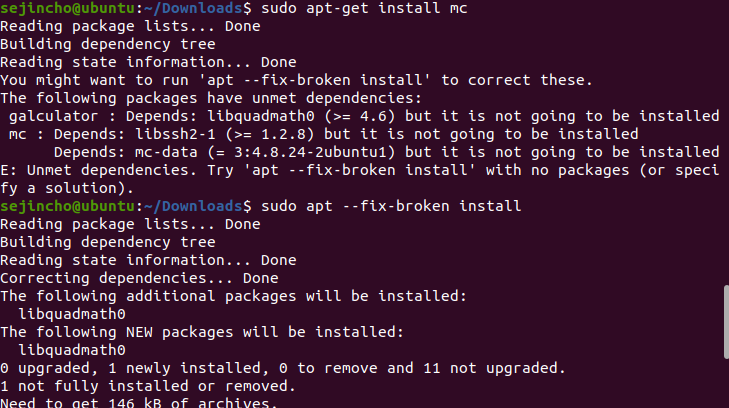 sejincho@ubuntu:~/Downloads$ sudo apt-get install mc
Reading package lists... Done
Building dependency tree
Reading state information... Done
You might want to run 'apt --fix-broken install' to correct these.
The following packages have unmet dependencies:
 galculator : Depends: libquadmath0 (>= 4.6) but it is not going to be installed
 mc : Depends: libssh2-1 (>= 1.2.8) but it is not going to be installed
      Depends: mc-data (= 3:4.8.24-2ubuntu1) but it is not going to be installed
E: Unmet dependencies. Try 'apt --fix-broken install' with no packages (or speci
fy a solution).
sejincho@ubuntu:~/Downloads$ sudo apt --fix-broken install
Reading package lists... Done
Building dependency tree
Reading state information... Done
Correcting dependencies... Done
The following additional packages will be installed:
  libquadmath0
The following NEW packages will be installed:
  libquadmath0
0 upgraded, 1 newly installed, 0 to remove and 11 not upgraded.
1 not fully installed or removed.
Need to get 146 kB of archives.